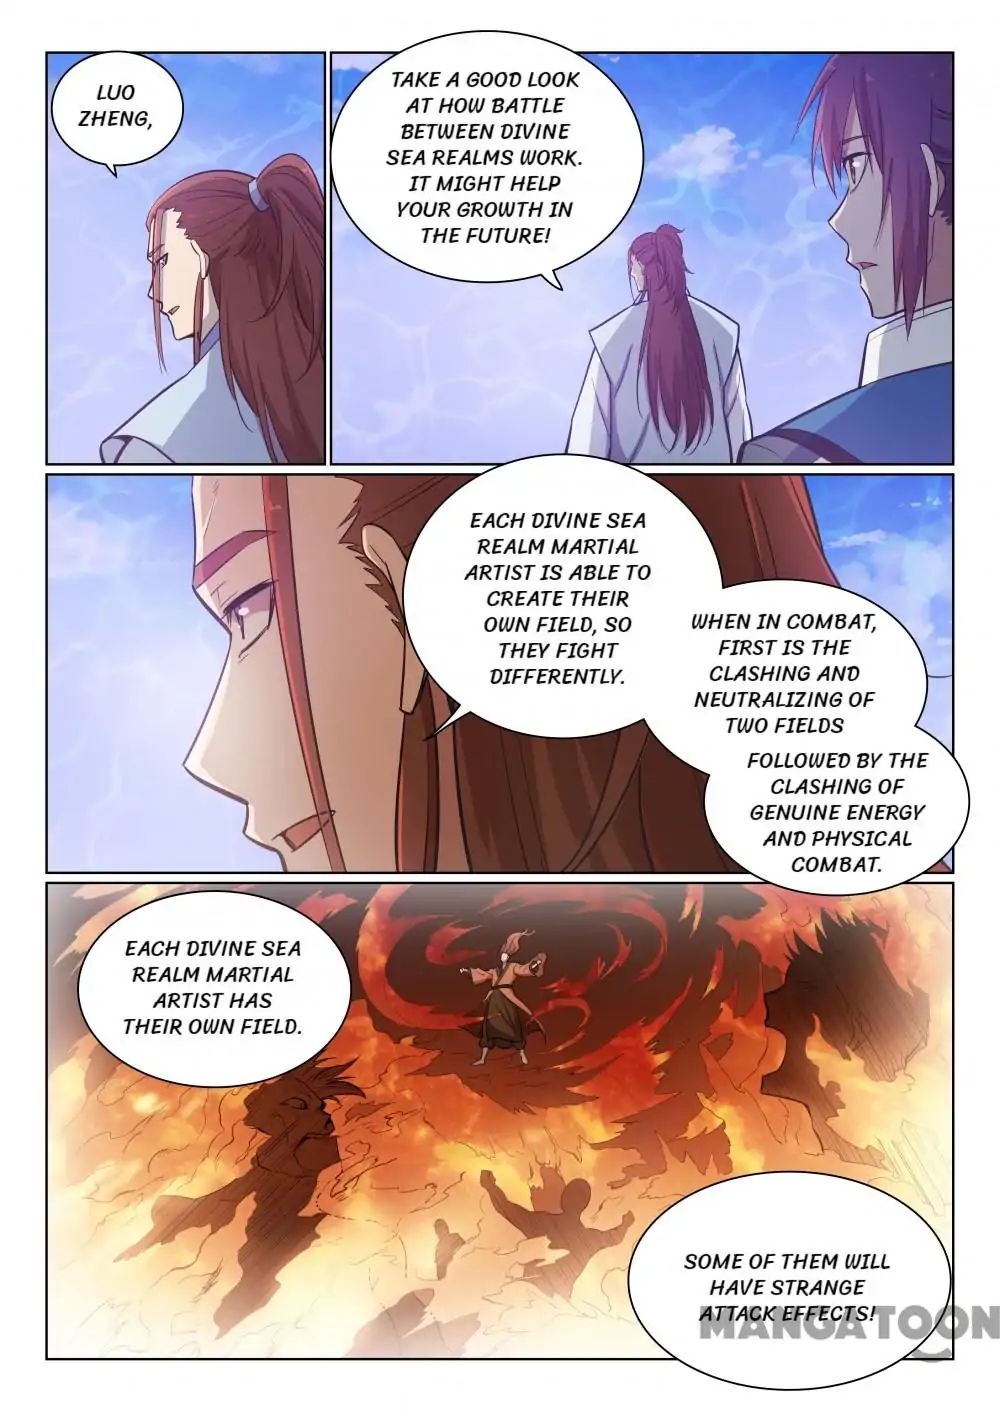 LUO
ZHENG,
TAKE A GOOD LOOK
AT HOW BATTLE
BETWEEN DIVINE
SEA REALMS WORK.
IT MIGHT HELP
YOUR GROWTH IN
THE FUTURE!
EACH DIVINE SEA
REALM MARTIAL
ARTIST IS ABLE TO
CREATE THEIR
OWN FIELD, SO
THEY FIGHT
DIFFERENTLY.
WHEN IN COMBAT,
FIRST IS THE
CLASHING AND
NEUTRALIZING OF
TWO FIELDS
FOLLOWED BY THE
CLASHING OF
GENUINE ENERGY
AND PHYSICAL
COMBAT.
EACH DIVINE SEA
REALM MARTIAL
ARTIST HAS
THEIR OWN FIELD.
SOME OF THEM WILL
HAVE STRANGE
ATTACK EFFECTS!
MANGATOON